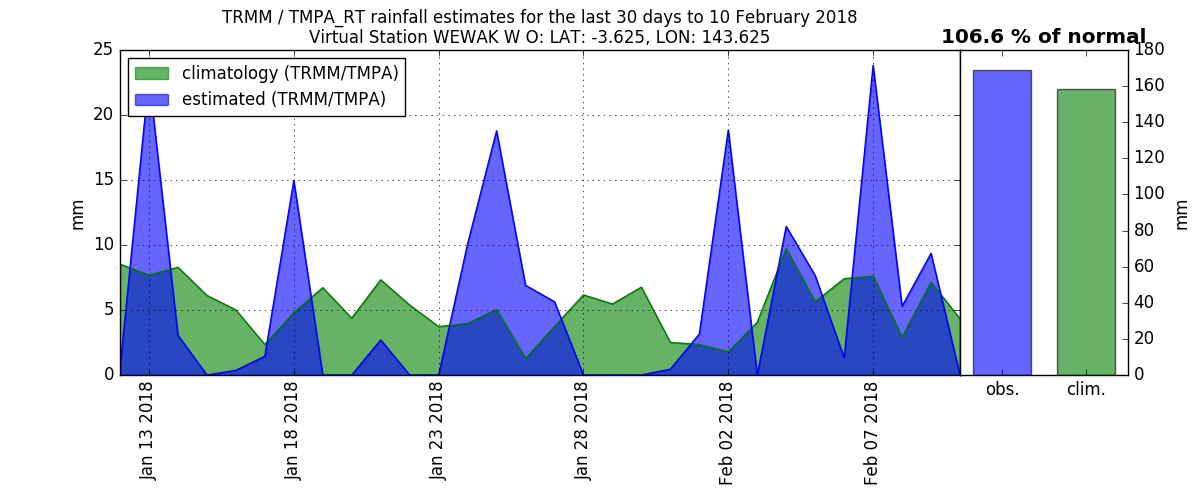 TRMM / TMPA_RT rainfall estimates for the last 30 days to 10 February 2018
Virtual Station WEWAK W O: LAT: -3.625, LON: 143.625
106.6 % of normal
climatology (TRMM/TMPA)
estimated (TRMM/TMPA)
25
20
15
10
5
0
mm
Jan 13 2018
Jan 18 2018
Jan 23 2018
Jan 28 2018
Feb 02 2018
Feb 07 2018
obs.
clim.
180
160
140
120
100
80
60
40
20
0
mm